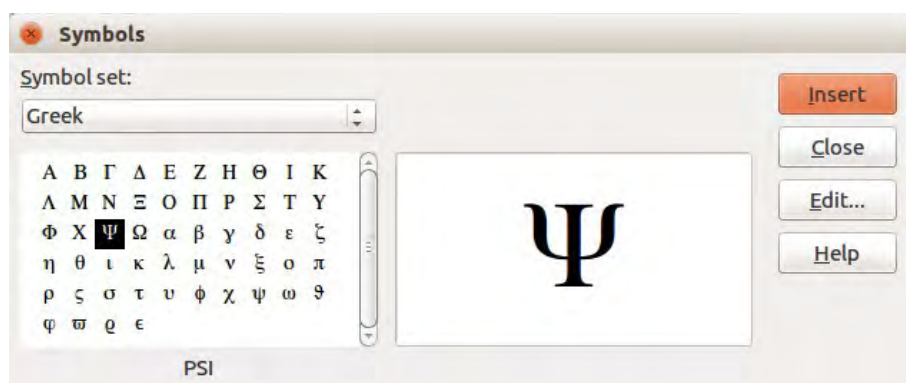 Symbols
Symbol set:
Greek
Α Β Γ Δ Ε Ζ Η Θ Ι Κ
Λ Μ Ν Ξ Ο Π Ρ Σ Τ Υ
Φ Χ Ψ Ω α β γ δ ε ζ
η θ ι κ λ μ ν ξ ο π
ρ ς σ τ υ ϕ χ ψ ω ϑ
φ ϖ ϱ ϵ
PSI
Ψ
Insert
Close
Edit...
Help